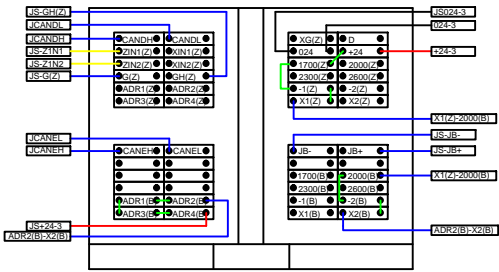 JS-GH(Z)
JCANDL
JCANDH
JS-Z1N1
JS-Z1N2
JS-G(Z)
CANDH CANDL
ZIN1(Z) XIN1(Z)
ZIN2(Z) XIN2(Z)
G(Z) GH(Z)
ADR1(Z) ADR2(Z)
ADR3(Z) ADR4(Z)
XG(Z) D
024 +24
1700(Z) 2000(Z)
2300(Z) 2600(Z)
-1(Z) -2(Z)
X1(Z) X2(Z)
JS024-3
024-3
+24-3
X1(Z)-2000(B)
JS-JB-
JS-JB+
X1(Z)-2000(B)
ADR2(B)-X2(B)
JCANEL
JCANEH
CANEH CANEL
ADR1(B) ADR2(B)
ADR3(B) ADR4(B)
JB- JB+
1700(B) 2000(B)
2300(B) 2600(B)
-1(B) -2(B)
X1(B) X2(B)
JS+24-3
ADR2(B)-X2(B)